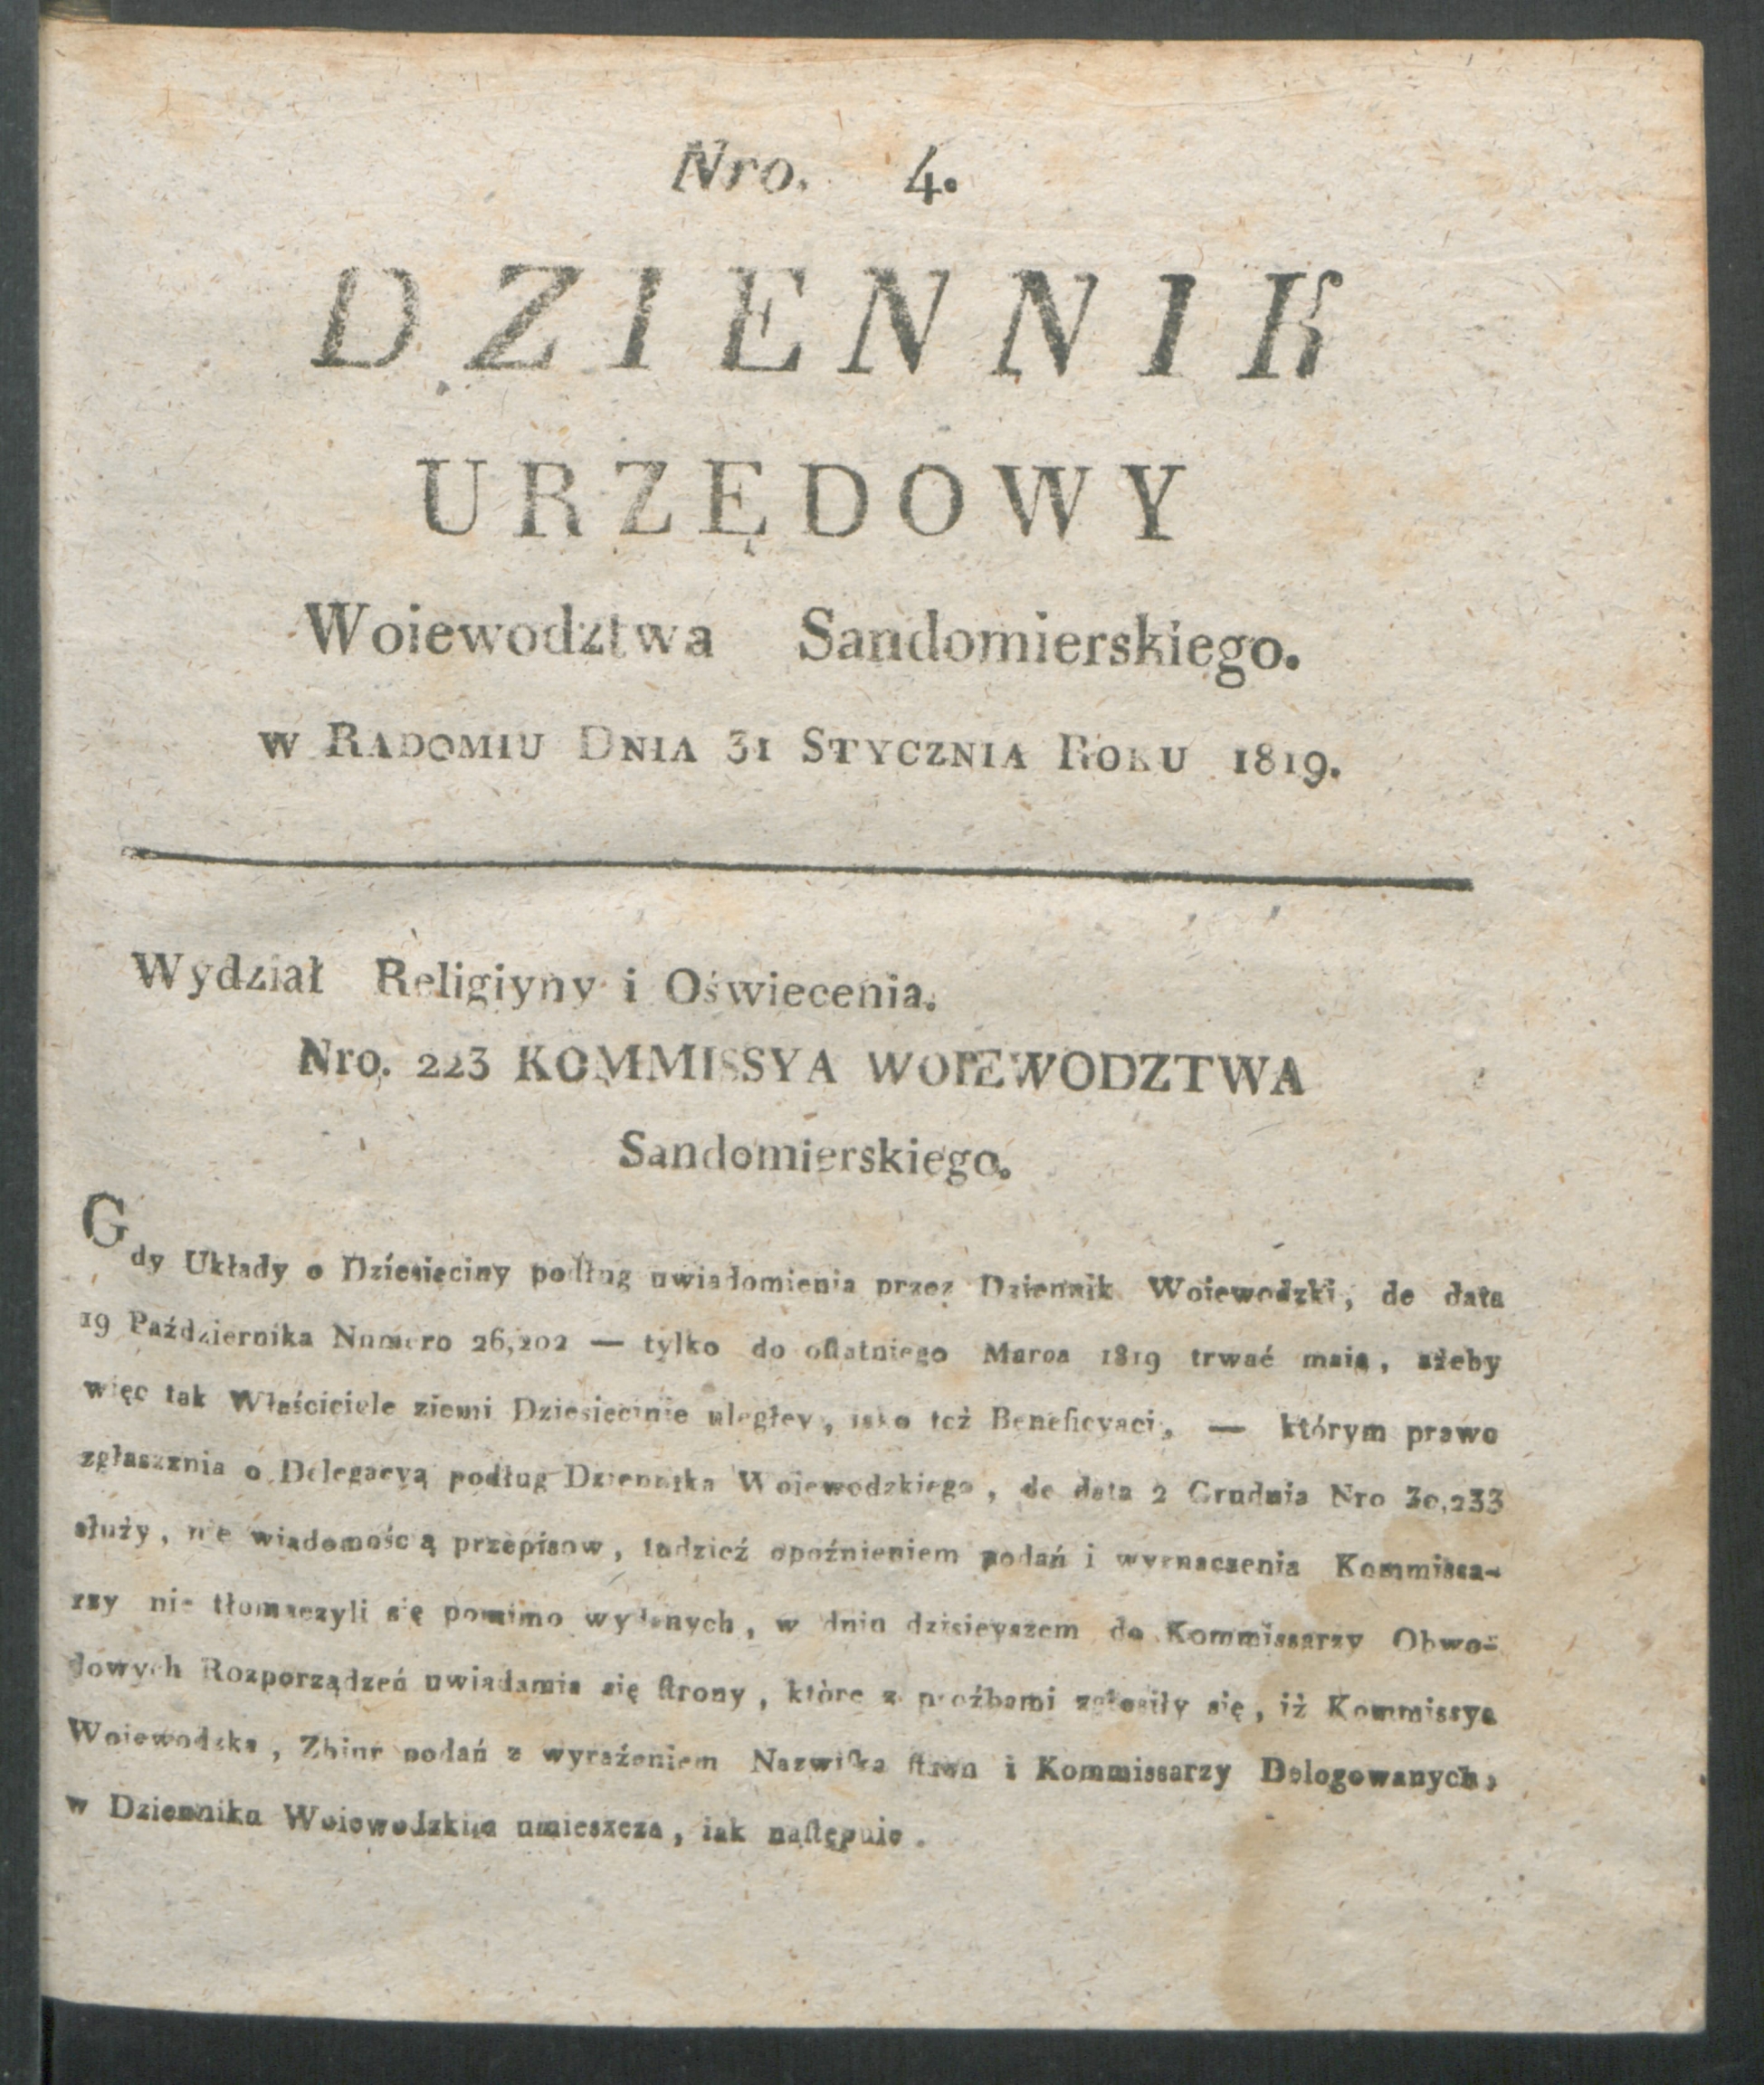 Nro. 4.
DZIENNIK
URZĘDOWY
Woiewodztwa Sandomierskiego.
w Radomiu Dnia 31 Stycznia Roku 1819.
Wydział Religiyny i Oświecenia.
Nro. 223 KOMMISSYA WOIEWODZTWA
Sandomierskiego.
Gdy Układy o Dziesięciny podług uwiadomienia przez Dziennik Woiewodzki, de data
19 Października Numero 26,202 — tylko do oſtatniego Marca 1819 trwać maią, ażeby
więc tak Właściciele ziemi Dziesięcinie uległey, iako też Beneficyaci, — którym prawo
zgłaszania o Delegacyą podług Dziennika Woiewodzkiego, de data 2 Grudnia Nro 30,233
służy, nie wiadomością przepisow, tudzież opoźnieniem podań i wyznaczenia Kommissa-
rzy nie tłomaczyli się pomimo wydanych, w dniu dzisieyszem do Kommissarzy Obwo-
dowych Rozporządzeń uwiadamia się ſtrony, ktòre z proźbami zgłosiły się, iż Kommissya
Woiewodzka, Zbior podań z wyrażeniem Nazwiſka ſtron i Kommissarzy Delegowanych,
w Dzienniku Woiewodzkim umieszcza, iak naſtępuie.